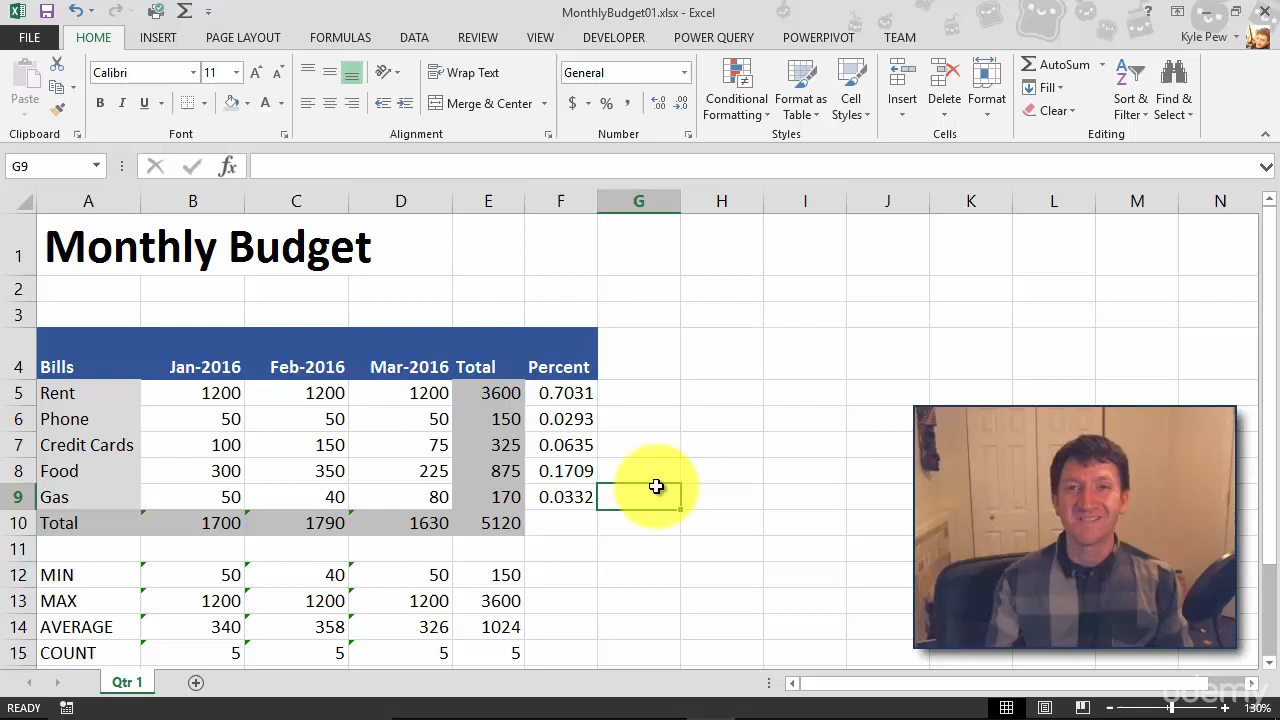 MonthlyBudget01.xlsx - Excel
FILE HOME INSERT PAGE LAYOUT FORMULAS DATA REVIEW VIEW DEVELOPER POWER QUERY POWERPIVOT TEAM Kyle Pew
Paste
Clipboard
Calibri 11
B I U
Font
Wrap Text
Merge & Center
Alignment
General
$ % ,
Number
Conditional Formatting
Format as Table
Cell Styles
Styles
Insert Delete Format
Cells
AutoSum
Fill
Clear
Sort & Filter
Find & Select
Editing
G9 fx
A B C D E F G H I J K L M N
1 Monthly Budget
2
3
4 Bills Jan-2016 Feb-2016 Mar-2016 Total Percent
5 Rent 1200 1200 1200 3600 0.7031
6 Phone 50 50 50 150 0.0293
7 Credit Cards 100 150 75 325 0.0635
8 Food 300 350 225 875 0.1709
9 Gas 50 40 80 170 0.0332
10 Total 1700 1790 1630 5120
11
12 MIN 50 40 50 150
13 MAX 1200 1200 1200 3600
14 AVERAGE 340 358 326 1024
15 COUNT 5 5 5 5
Qtr 1
udemy
READY 130%